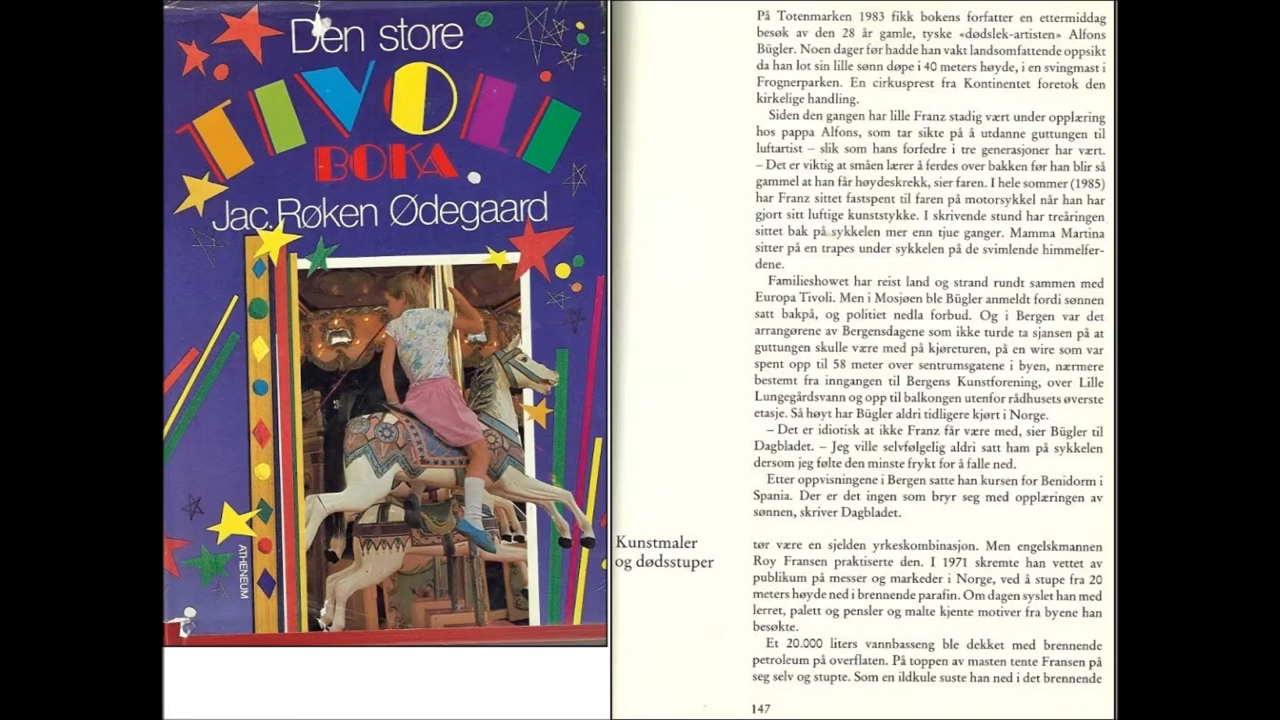 Den store
TIVOLI
BOKA
Jac. Røken Ødegaard
ATHENEUM
På Totenmarken 1983 fikk bokens forfatter en ettermiddag
besøk av den 28 år gamle, tyske «dødslek-artisten» Alfons
Bügler. Noen dager før hadde han vakt landsomfattende oppsikt
da han lot sin lille sønn døpe i 40 meters høyde, i en svingmast i
Frognerparken. En cirkusprest fra Kontinentet foretok den
kirkelige handling.
Siden den gangen har lille Franz stadig vært under opplæring
hos pappa Alfons, som tar sikte på å utdanne guttungen til
luftartist – slik som hans forfedre i tre generasjoner har vært.
– Det er viktig at småen lærer å ferdes over bakken før han blir så
gammel at han får høydeskrekk, sier faren. I hele sommer (1985)
har Franz sittet fastspent til faren på motorsykkel når han har
gjort sitt luftige kunststykke. I skrivende stund har treåringen
sittet bak på sykkelen mer enn tjue ganger. Mamma Martina
sitter på en trapes under sykkelen på de svimlende himmelfer-
dene.
Familieshowet har reist land og strand rundt sammen med
Europa Tivoli. Men i Mosjøen ble Bügler anmeldt fordi sønnen
satt bakpå, og politiet nedla forbud. Og i Bergen var det
arrangørene av Bergensdagene som ikke turde ta sjansen på at
guttungen skulle være med på kjøreturen, på en wire som var
spent opp til 58 meter over sentrumsgatene i byen, nærmere
bestemt fra inngangen til Bergens Kunstforening, over Lille
Lungegårdsvann og opp til balkongen utenfor rådhusets øverste
etasje. Så høyt har Bügler aldri tidligere kjørt i Norge.
– Det er idiotisk at ikke Franz får være med, sier Bügler til
Dagbladet. – Jeg ville selvfølgelig aldri satt ham på sykkelen
dersom jeg følte den minste frykt for å falle ned.
Etter oppvisningene i Bergen satte han kursen for Benidorm i
Spania. Der er det ingen som bryr seg med opplæringen av
sønnen, skriver Dagbladet.
Kunstmaler
og dødsstuper
tør være en sjelden yrkeskombinasjon. Men engelskmannen
Roy Fransen praktiserte den. I 1971 skremte han vettet av
publikum på messer og markeder i Norge, ved å stupe fra 20
meters høyde ned i brennende parafin. Om dagen syslet han med
lerret, palett og pensler og malte kjente motiver fra byene han
besøkte.
Et 20.000 liters vannbasseng ble dekket med brennende
petroleum på overflaten. På toppen av masten tente Fransen på
seg selv og stupte. Som en ildkule suste han ned i det brennende
147